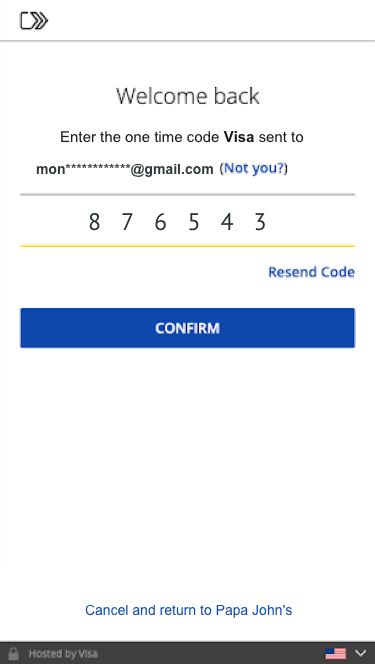 Welcome back
Enter the one time code Visa sent to
mon************@gmail.com (Not you?)
8 7 6 5 4 3
Resend Code
CONFIRM
Cancel and return to Papa John's
Hosted by Visa